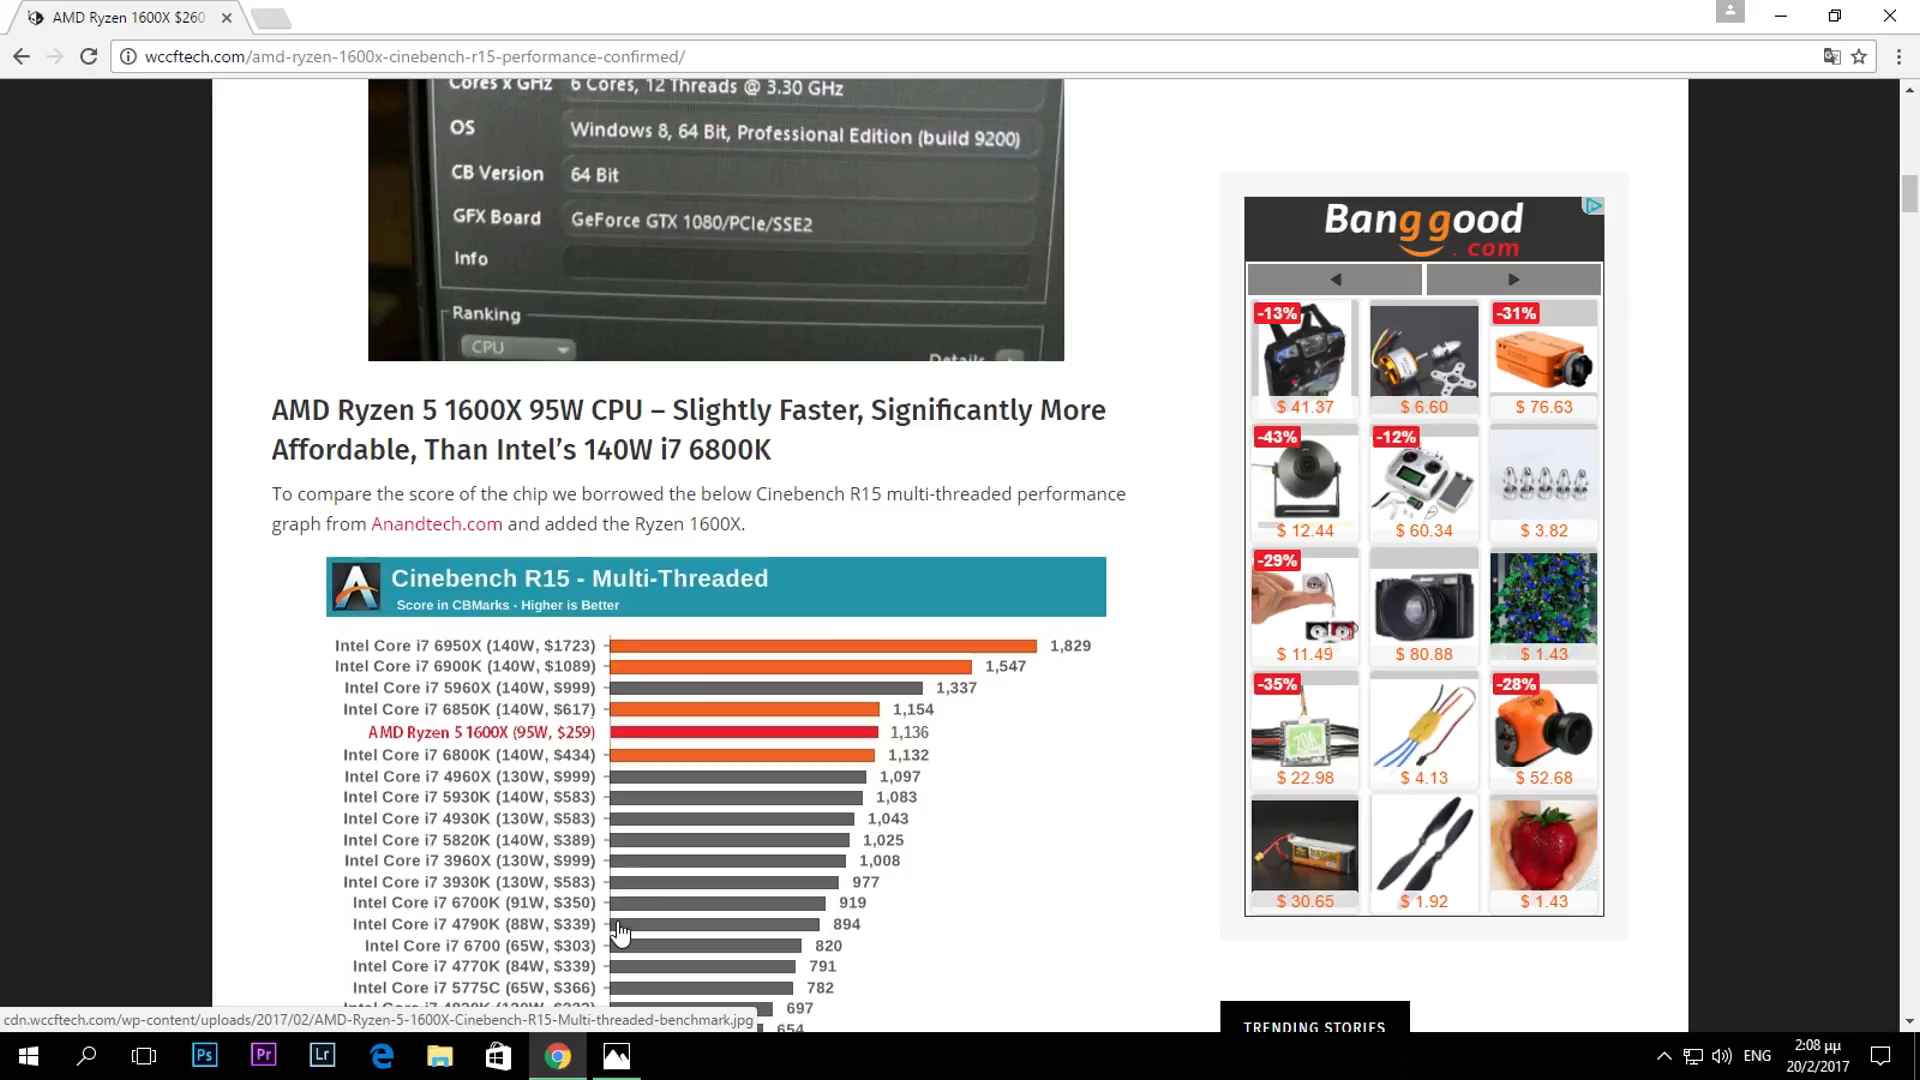 AMD Ryzen 1600X $260
wccftech.com/amd-ryzen-1600x-cinebench-r15-performance-confirmed/
Cores x GHz 6 Cores, 12 Threads @ 3.30 GHz
OS Windows 8, 64 Bit, Professional Edition (build 9200)
CB Version 64 Bit
GFX Board GeForce GTX 1080/PCIe/SSE2
Info
Ranking
CPU Details
AMD Ryzen 5 1600X 95W CPU – Slightly Faster, Significantly More
Affordable, Than Intel’s 140W i7 6800K
To compare the score of the chip we borrowed the below Cinebench R15 multi-threaded performance
graph from Anandtech.com and added the Ryzen 1600X.
Cinebench R15 - Multi-Threaded
Score in CBMarks - Higher is Better
Intel Core i7 6950X (140W, $1723) 1,829
Intel Core i7 6900K (140W, $1089) 1,547
Intel Core i7 5960X (140W, $999) 1,337
Intel Core i7 6850K (140W, $617) 1,154
AMD Ryzen 5 1600X (95W, $259) 1,136
Intel Core i7 6800K (140W, $434) 1,132
Intel Core i7 4960X (130W, $999) 1,097
Intel Core i7 5930K (140W, $583) 1,083
Intel Core i7 4930K (130W, $583) 1,043
Intel Core i7 5820K (140W, $389) 1,025
Intel Core i7 3960X (130W, $999) 1,008
Intel Core i7 3930K (130W, $583) 977
Intel Core i7 6700K (91W, $350) 919
Intel Core i7 4790K (88W, $339) 894
Intel Core i7 6700 (65W, $303) 820
Intel Core i7 4770K (84W, $339) 791
Intel Core i7 5775C (65W, $366) 782
697
654
cdn.wccftech.com/wp-content/uploads/2017/02/AMD-Ryzen-5-1600X-Cinebench-R15-Multi-threaded-benchmark.jpg
Banggood
.com
-13% -31%
$ 41.37 $ 6.60 $ 76.63
-43% -12%
$ 12.44 $ 60.34 $ 3.82
-29%
$ 11.49 $ 80.88 $ 1.43
-35% -28%
20A
$ 22.98 $ 4.13 $ 52.68
$ 30.65 $ 1.92 $ 1.43
TRENDING STORIES
Ps Pr Lr
ENG
2:08 μμ
20/2/2017